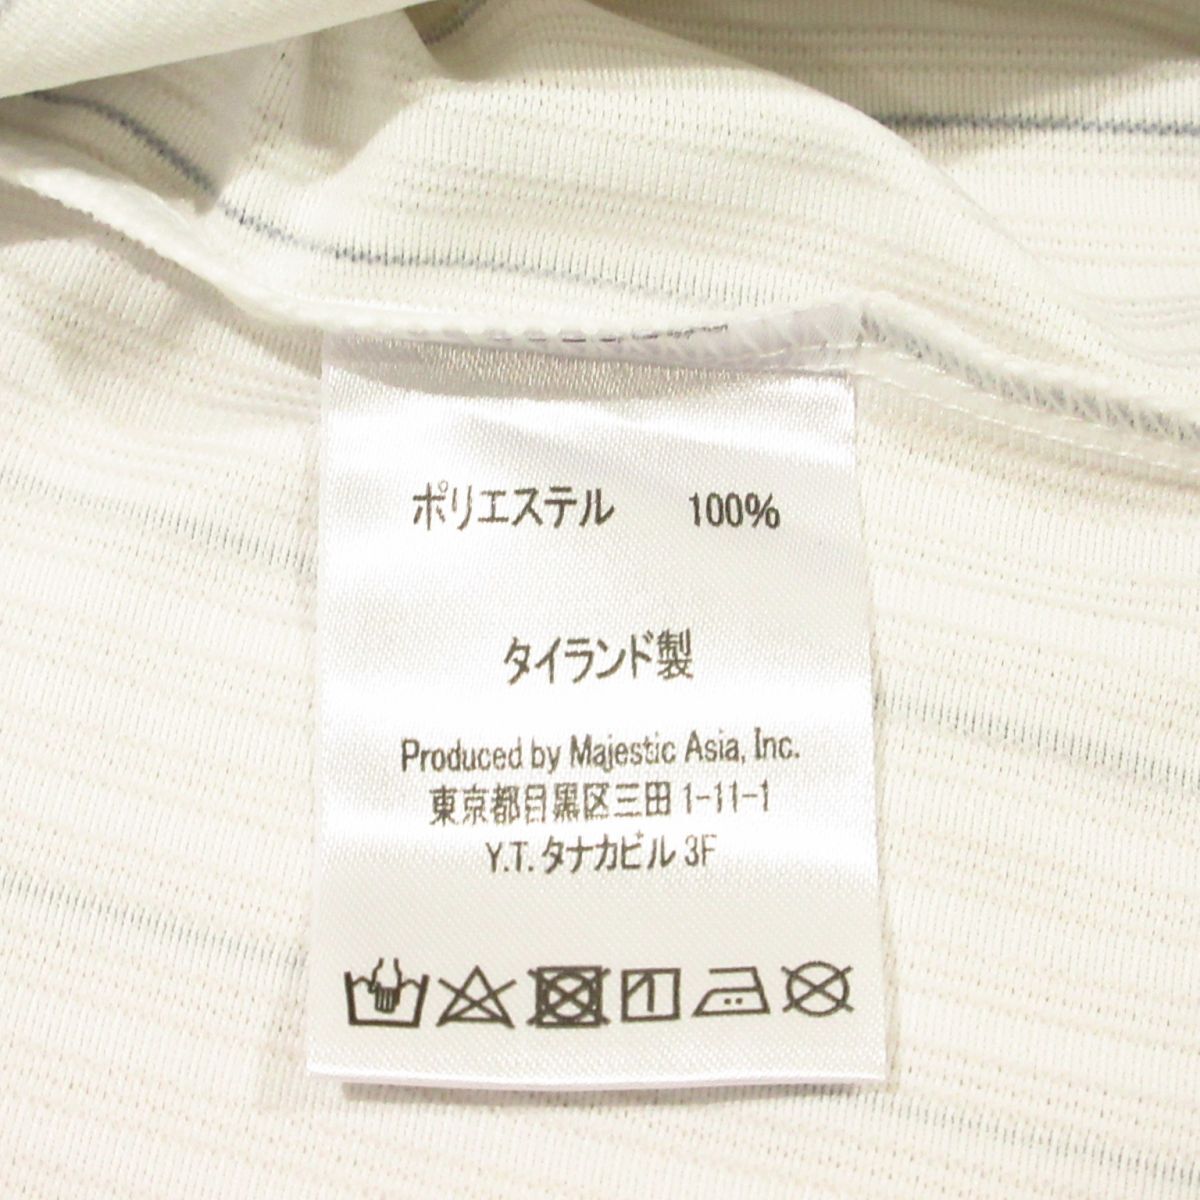 ポリエステル 100%
タイランド製
Produced by Majestic Asia, Inc.
東京都目黒区三田 1-11-1
Y.T. タナカビル 3F